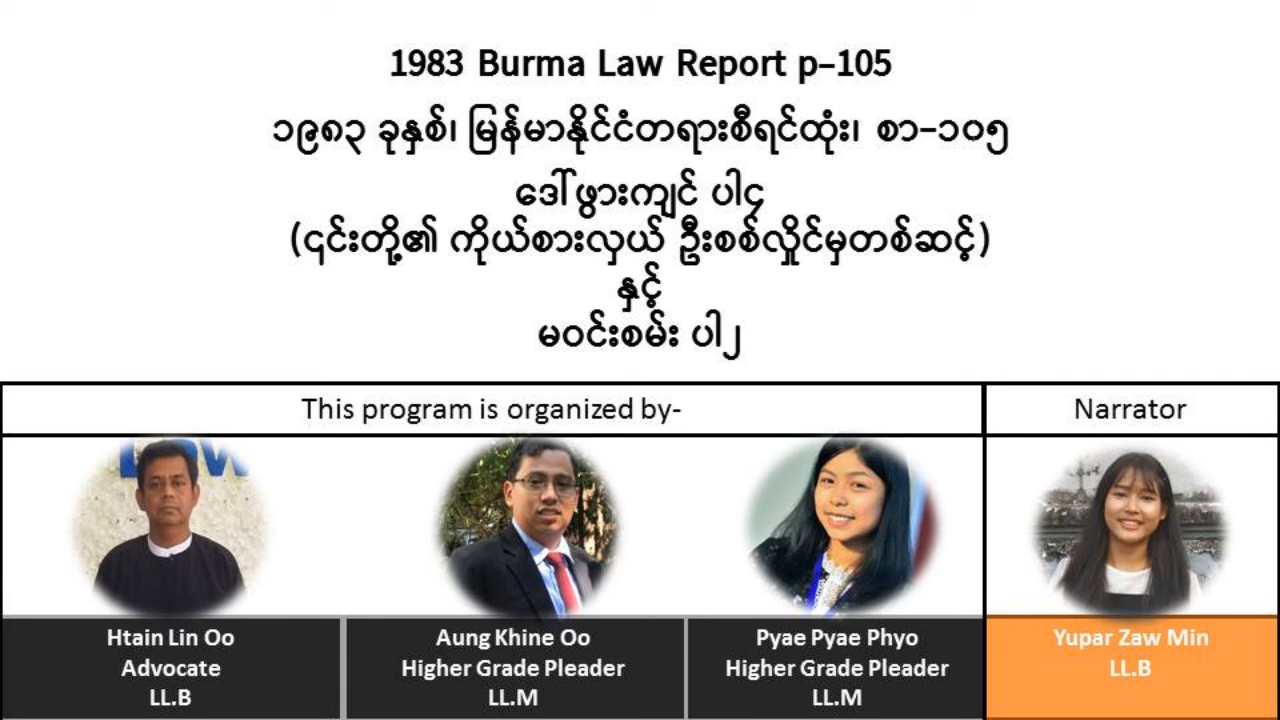 1983 Burma Law Report p-105
၁၉၈၃ ခုနှစ်၊ မြန်မာနိုင်ငံတရားစီရင်ထုံး၊ စာ-၁၀၅
ဒေါ်ဖွားကျင် ပါ၄
(၎င်းတို့၏ ကိုယ်စားလှယ် ဦးစစ်လှိုင်မှတစ်ဆင့်)
နှင့်
မဝင်းစမ်း ပါ၂
This program is organized by-
Narrator
Htain Lin Oo
Advocate
LL.B
Aung Khine Oo
Higher Grade Pleader
LL.M
Pyae Pyae Phyo
Higher Grade Pleader
LL.M
Yupar Zaw Min
LL.B